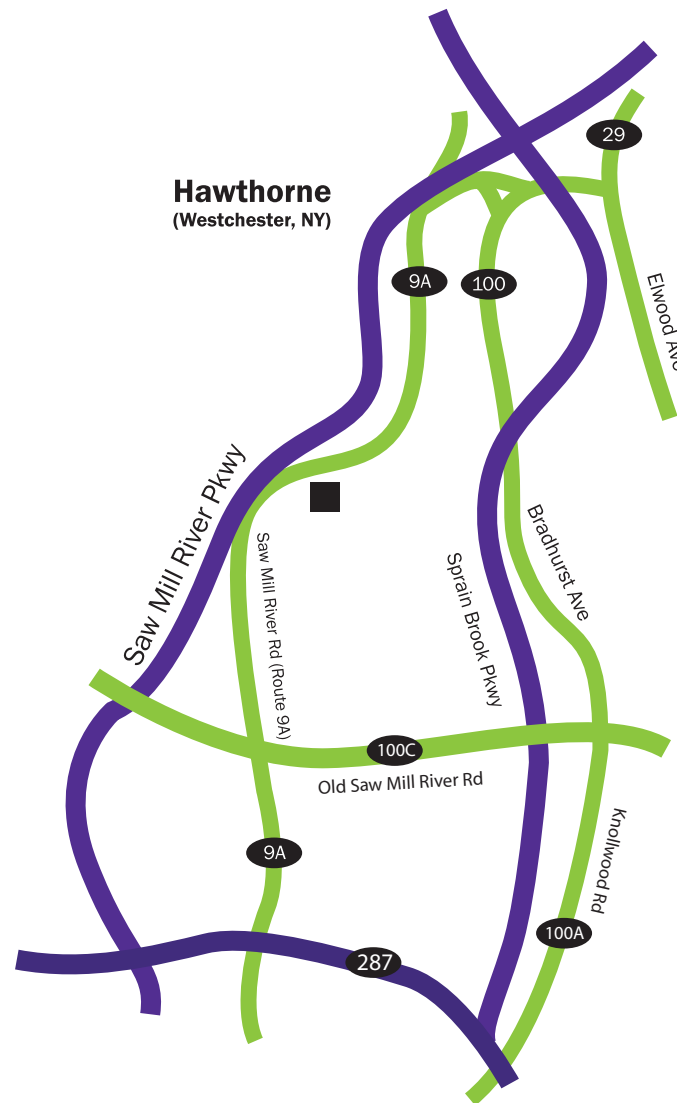 29
Hawthorne
(Westchester, NY)
9A
100
Elwood Ave
Saw Mill River Pkwy
Saw Mill River Rd (Route 9A)
Sprain Brook Pkwy
Bradhurst Ave
100C
Old Saw Mill River Rd
9A
Knollwood Rd
100A
287